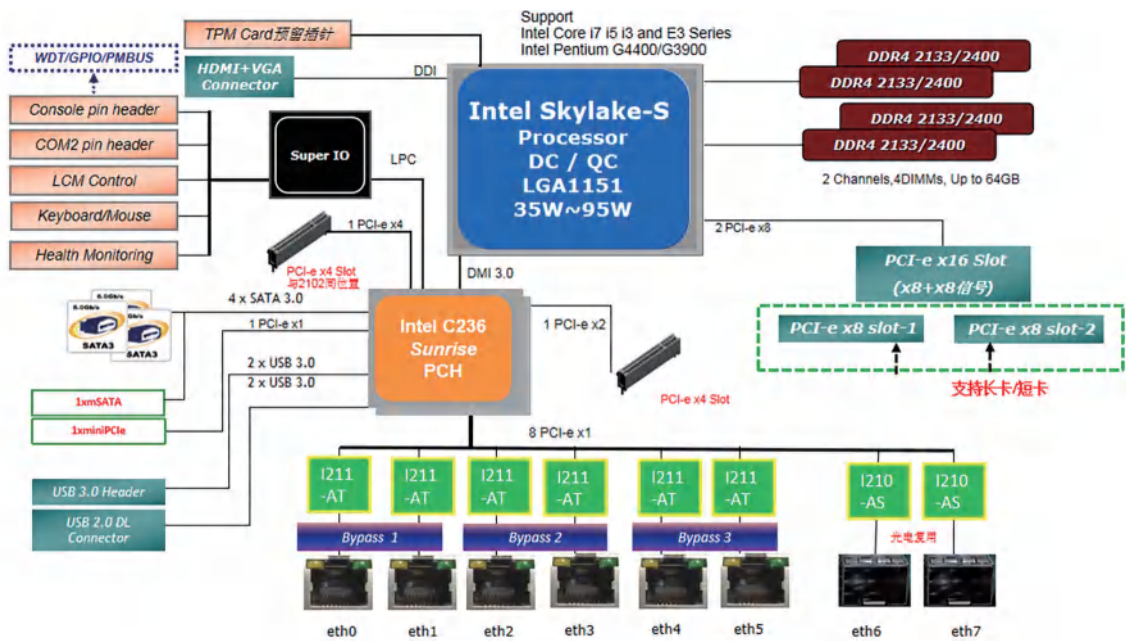 Support
Intel Core i7 i5 i3 and E3 Series
Intel Pentium G4400/G3900
TPM Card预留插针
WDT/GPIO/PMBUS
HDMI+VGA
Connector
DDI
Console pin header
COM2 pin header
LCM Control
Keyboard/Mouse
Health Monitoring
Super IO
LPC
Intel Skylake-S
Processor
DC / QC
LGA1151
35W~95W
DDR4 2133/2400
DDR4 2133/2400
DDR4 2133/2400
DDR4 2133/2400
2 Channels,4DIMMs, Up to 64GB
1 PCI-e x4
PCI-e x4 Slot
与2102同位置
DMI 3.0
2 PCI-e x8
PCI-e x16 Slot
(x8+x8信号)
PCI-e x8 slot-1
PCI-e x8 slot-2
支持长卡/短卡
6.0Gb/s
SATA3
SATA3
4 x SATA 3.0
1 PCI-e x1
2 x USB 3.0
2 x USB 3.0
Intel C236
Sunrise
PCH
1 PCI-e x2
PCI-e x4 Slot
1xmSATA
1xminiPCIe
USB 3.0 Header
USB 2.0 DL
Connector
8 PCI-e x1
I211
-AT
I211
-AT
I211
-AT
I211
-AT
I211
-AT
I211
-AT
I210
-AS
I210
-AS
Bypass 1
Bypass 2
Bypass 3
光电复用
eth0
eth1
eth2
eth3
eth4
eth5
eth6
eth7